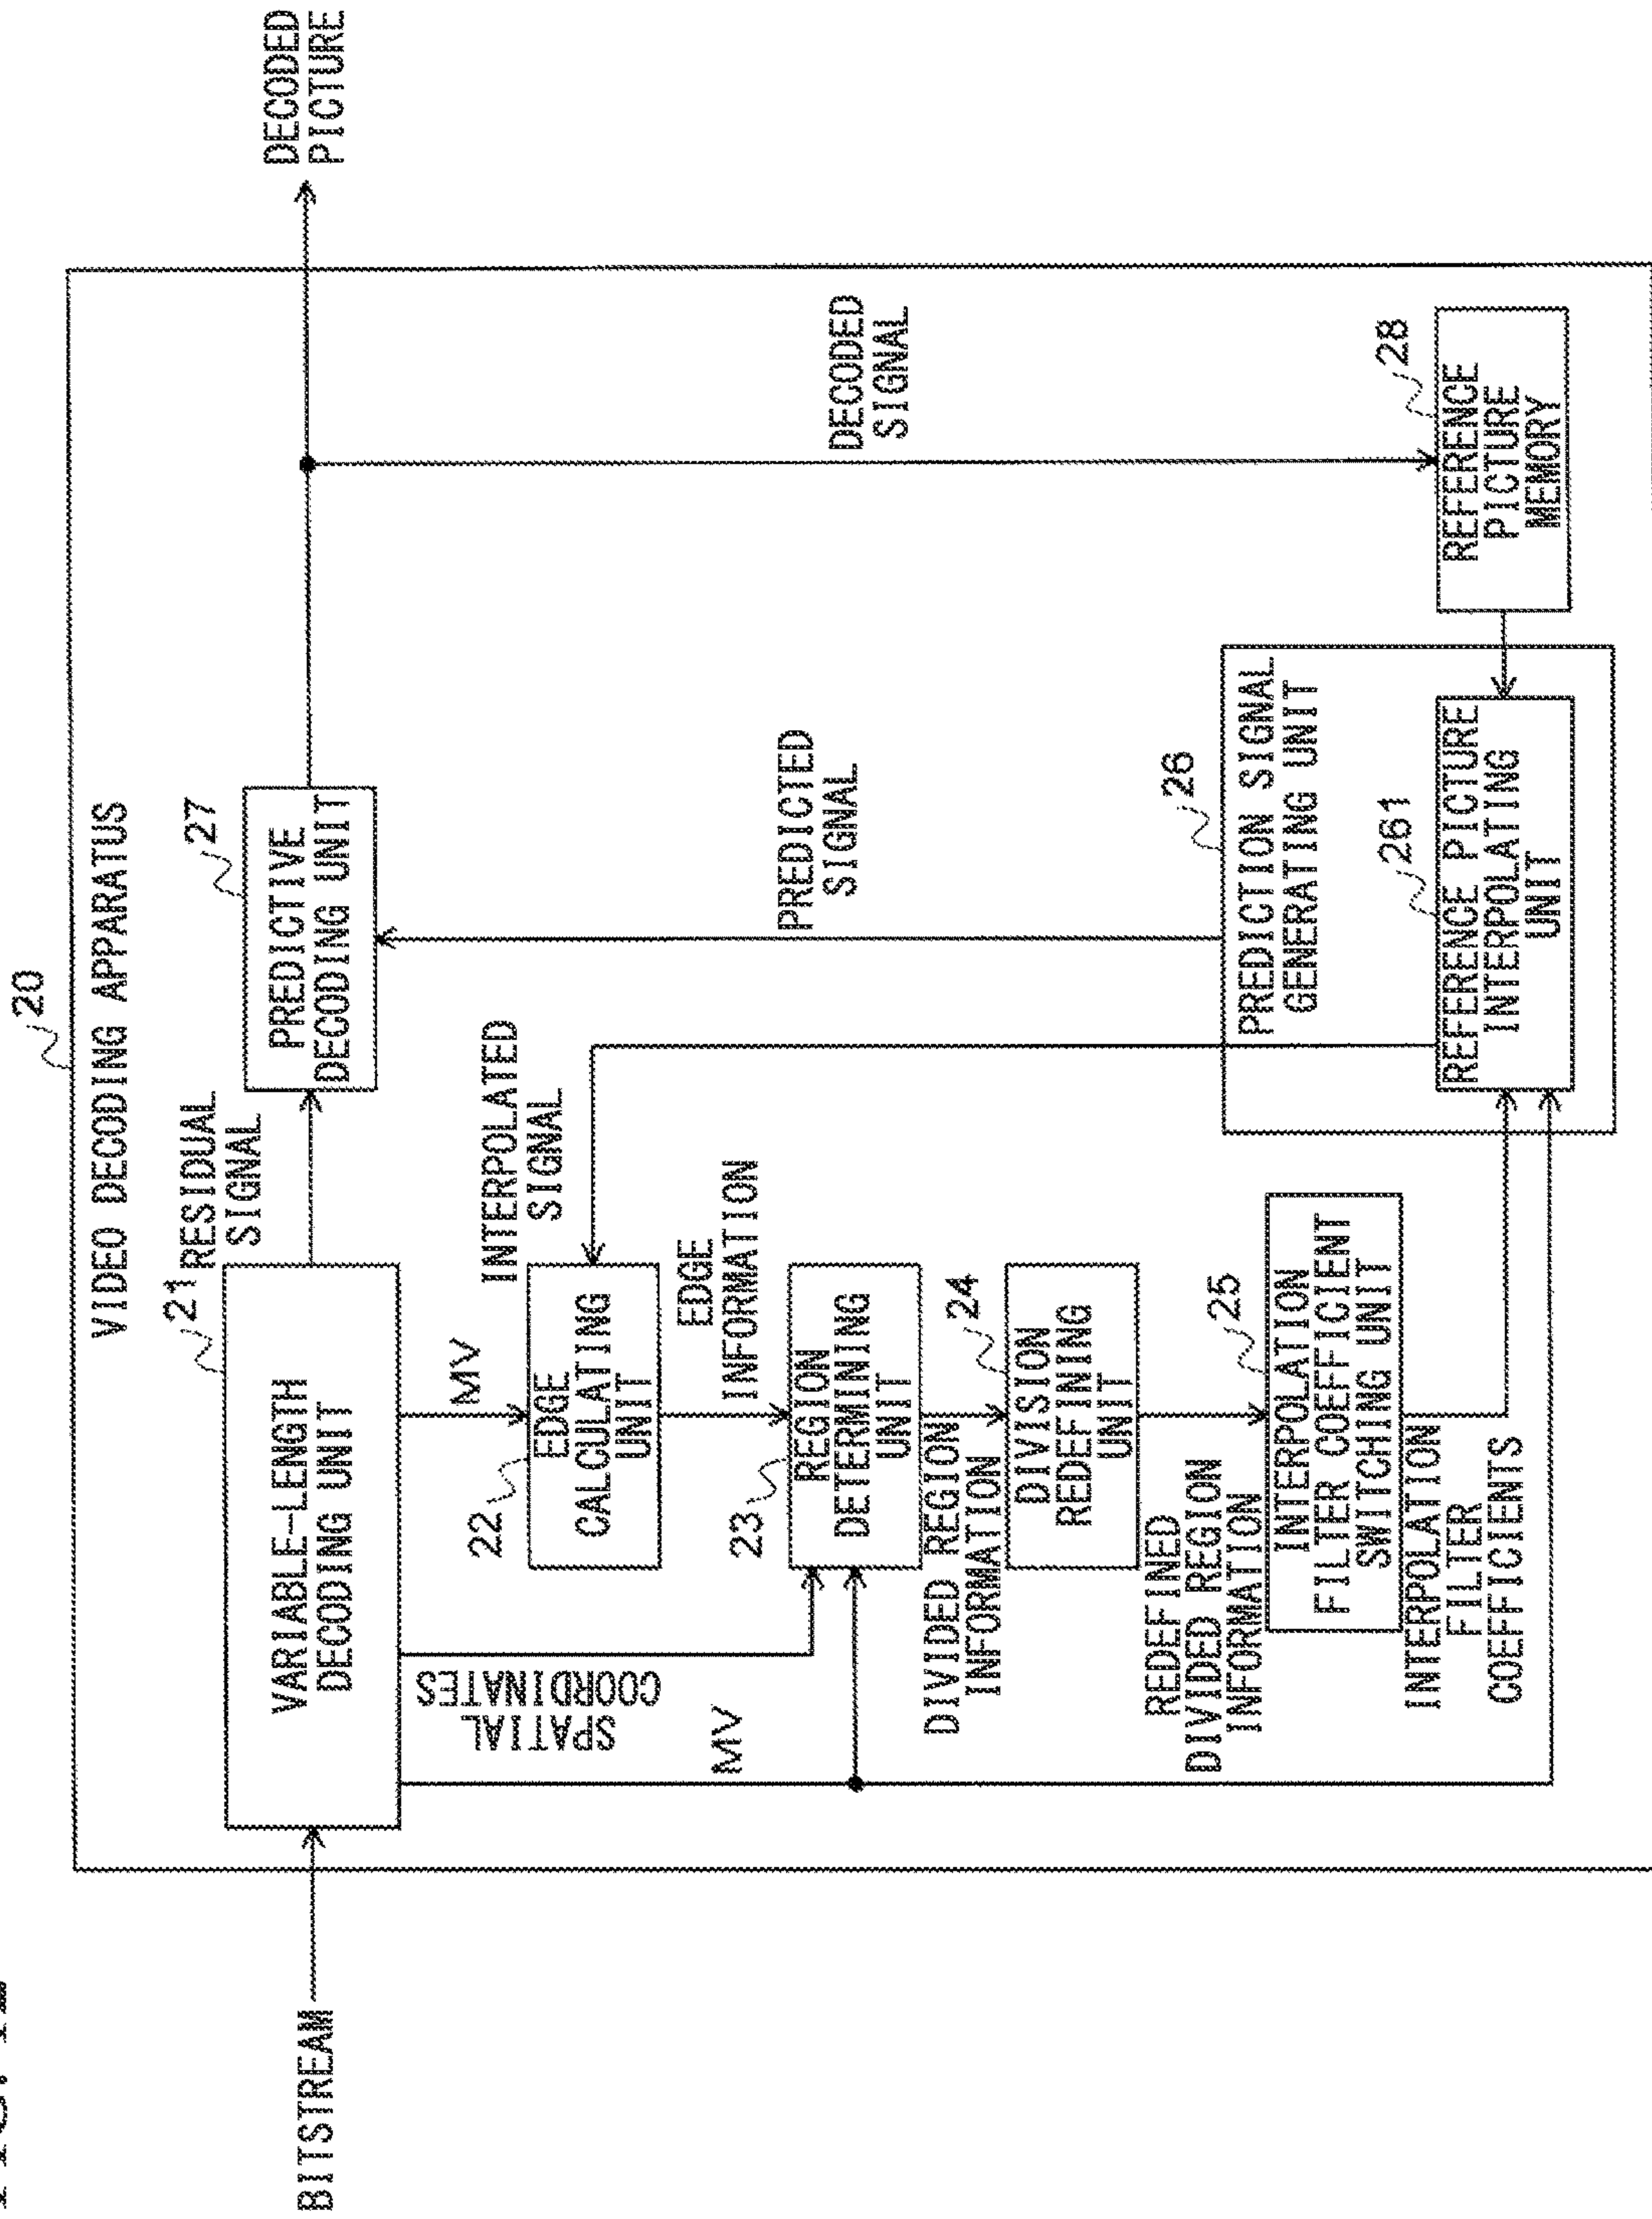 20
VIDEO DECODING APPARATUS
BITSTREAM
21
VARIABLE-LENGTH
DECODING UNIT
RESIDUAL
SIGNAL
27
PREDICTIVE
DECODING UNIT
DECODED
PICTURE
MV
SPATIAL
COORDINATES
MV
22
EDGE
CALCULATING
UNIT
INTERPOLATED
SIGNAL
EDGE
INFORMATION
23
REGION
DETERMINING
UNIT
DIVIDED REGION
INFORMATION
24
DIVISION
REDEFINING
UNIT
REDEFINED
DIVIDED REGION
INFORMATION
25
INTERPOLATION
FILTER COEFFICIENT
SWITCHING UNIT
INTERPOLATION
FILTER
COEFFICIENTS
PREDICTED
SIGNAL
DECODED
SIGNAL
26
PREDICTION SIGNAL
GENERATING UNIT
261
REFERENCE PICTURE
INTERPOLATING
UNIT
28
REFERENCE
PICTURE
MEMORY